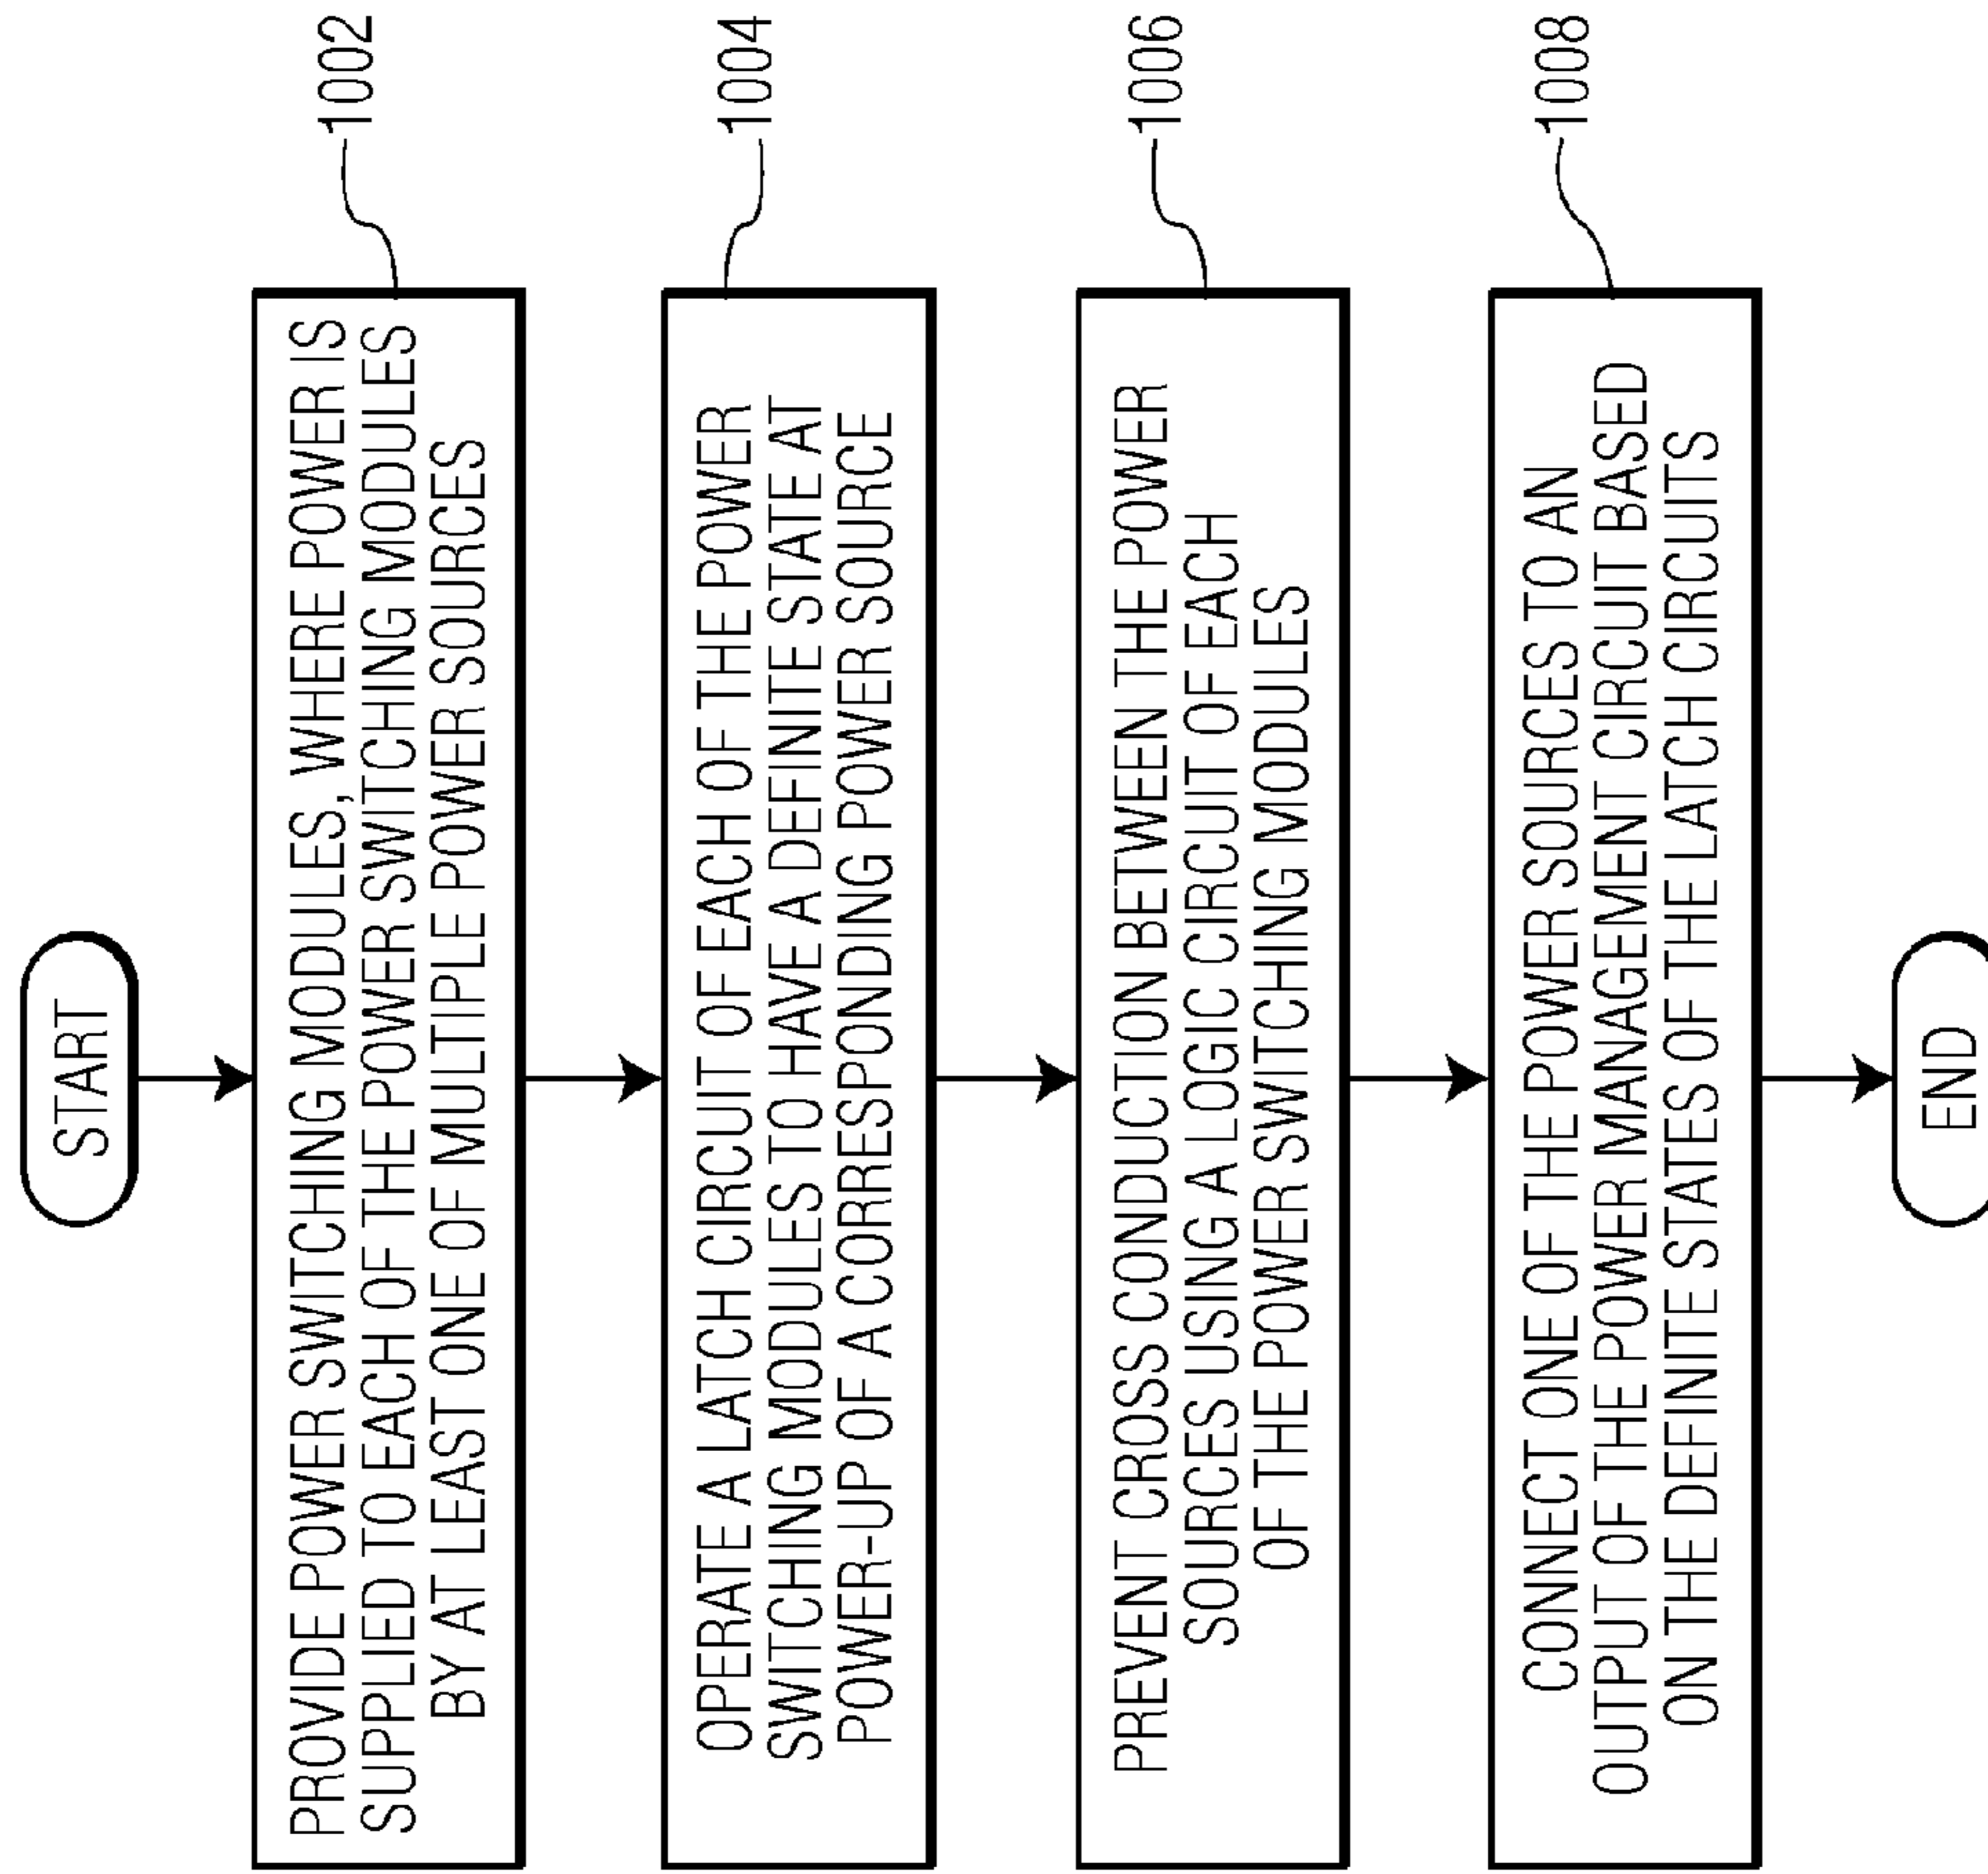 START
PROVIDE POWER SWITCHING MODULES, WHERE POWER IS
SUPPLIED TO EACH OF THE POWER SWITCHING MODULES
BY AT LEAST ONE OF MULTIPLE POWER SOURCES
1002
OPERATE A LATCH CIRCUIT OF EACH OF THE POWER
SWITCHING MODULES TO HAVE A DEFINITE STATE AT
POWER-UP OF A CORRESPONDING POWER SOURCE
1004
PREVENT CROSS CONDUCTION BETWEEN THE POWER
SOURCES USING A LOGIC CIRCUIT OF EACH
OF THE POWER SWITCHING MODULES
1006
CONNECT ONE OF THE POWER SOURCES TO AN
OUTPUT OF THE POWER MANAGEMENT CIRCUIT BASED
ON THE DEFINITE STATES OF THE LATCH CIRCUITS
1008
END